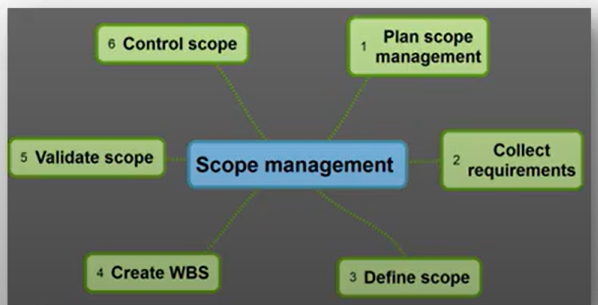 Scope management
1 Plan scope
management
2 Collect
requirements
3 Define scope
4 Create WBS
5 Validate scope
6 Control scope